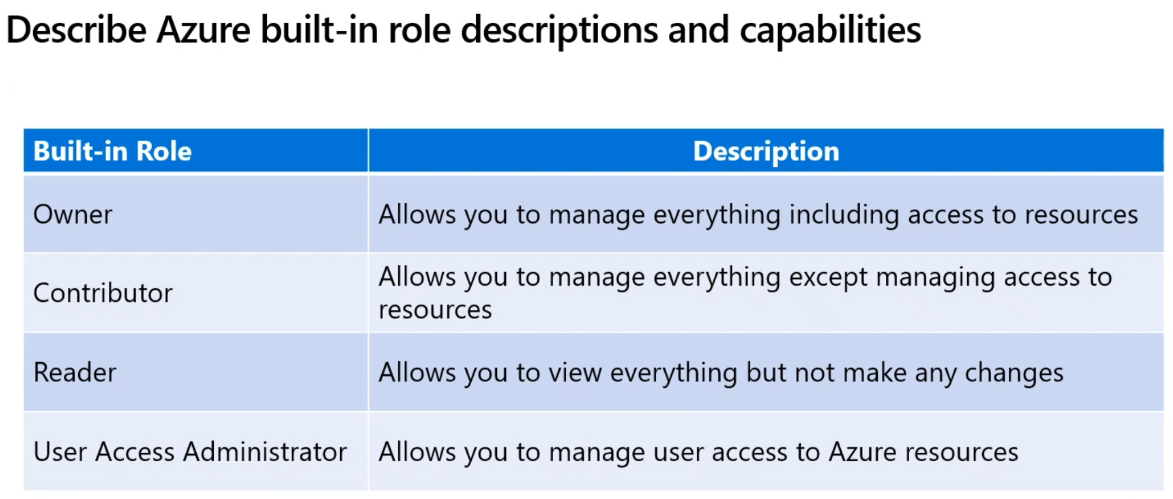 Describe Azure built-in role descriptions and capabilities
Built-in Role
Description
Owner
Allows you to manage everything including access to resources
Contributor
Allows you to manage everything except managing access to
resources
Reader
Allows you to view everything but not make any changes
User Access Administrator
Allows you to manage user access to Azure resources